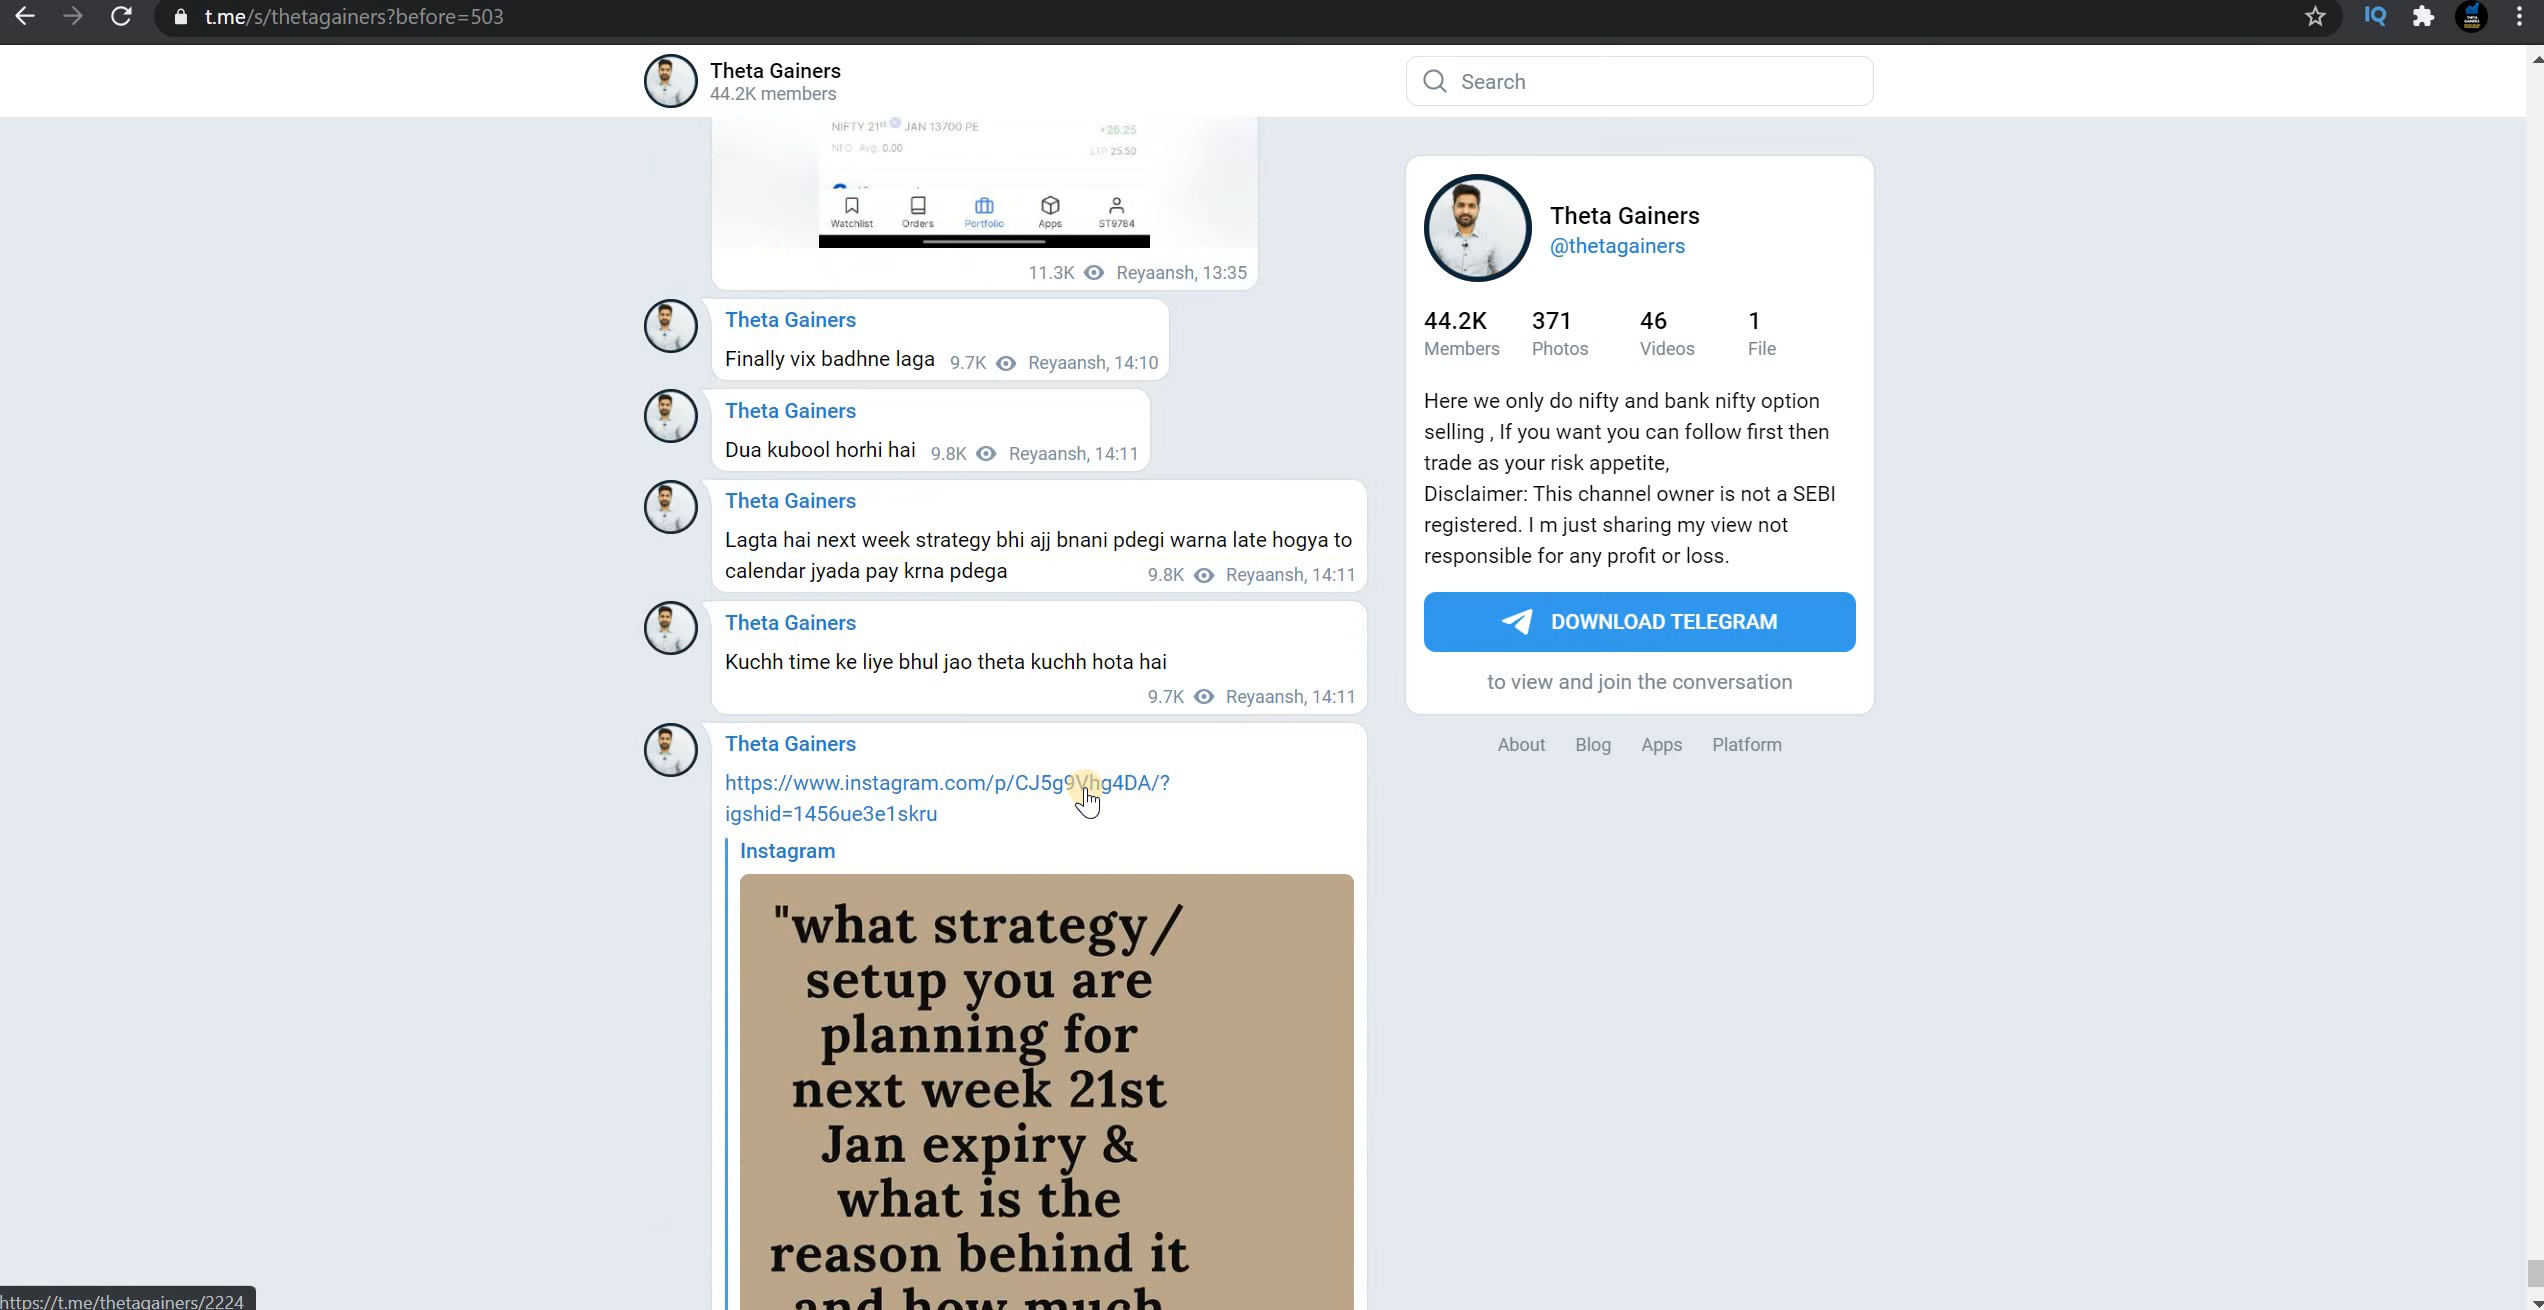 t.me/s/thetagainers?before=503
IQ
Theta Gainers
44.2K members
Search
NIFTY 21st JAN 13700 PE
+26.25
NFO Avg. 0.00
LTP 25.50
Watchlist
Orders
Portfolio
Apps
ST9784
11.3K Reyaansh, 13:35
Theta Gainers
Finally vix badhne laga 9.7K Reyaansh, 14:10
Theta Gainers
Dua kubool horhi hai 9.8K Reyaansh, 14:11
Theta Gainers
Lagta hai next week strategy bhi ajj bnani pdegi warna late hogya to
calendar jyada pay krna pdega 9.8K Reyaansh, 14:11
Theta Gainers
Kuchh time ke liye bhul jao theta kuchh hota hai
9.7K Reyaansh, 14:11
Theta Gainers
https://www.instagram.com/p/CJ5g9Vhg4DA/?
igshid=1456ue3e1skru
Instagram
"what strategy/
setup you are
planning for
next week 21st
Jan expiry &
what is the
reason behind it
and how much
Theta Gainers
@thetagainers
44.2K
371
46
1
Members
Photos
Videos
File
Here we only do nifty and bank nifty option
selling , If you want you can follow first then
trade as your risk appetite,
Disclaimer: This channel owner is not a SEBI
registered. I m just sharing my view not
responsible for any profit or loss.
DOWNLOAD TELEGRAM
to view and join the conversation
About
Blog
Apps
Platform
https://t.me/thetagainers/2224